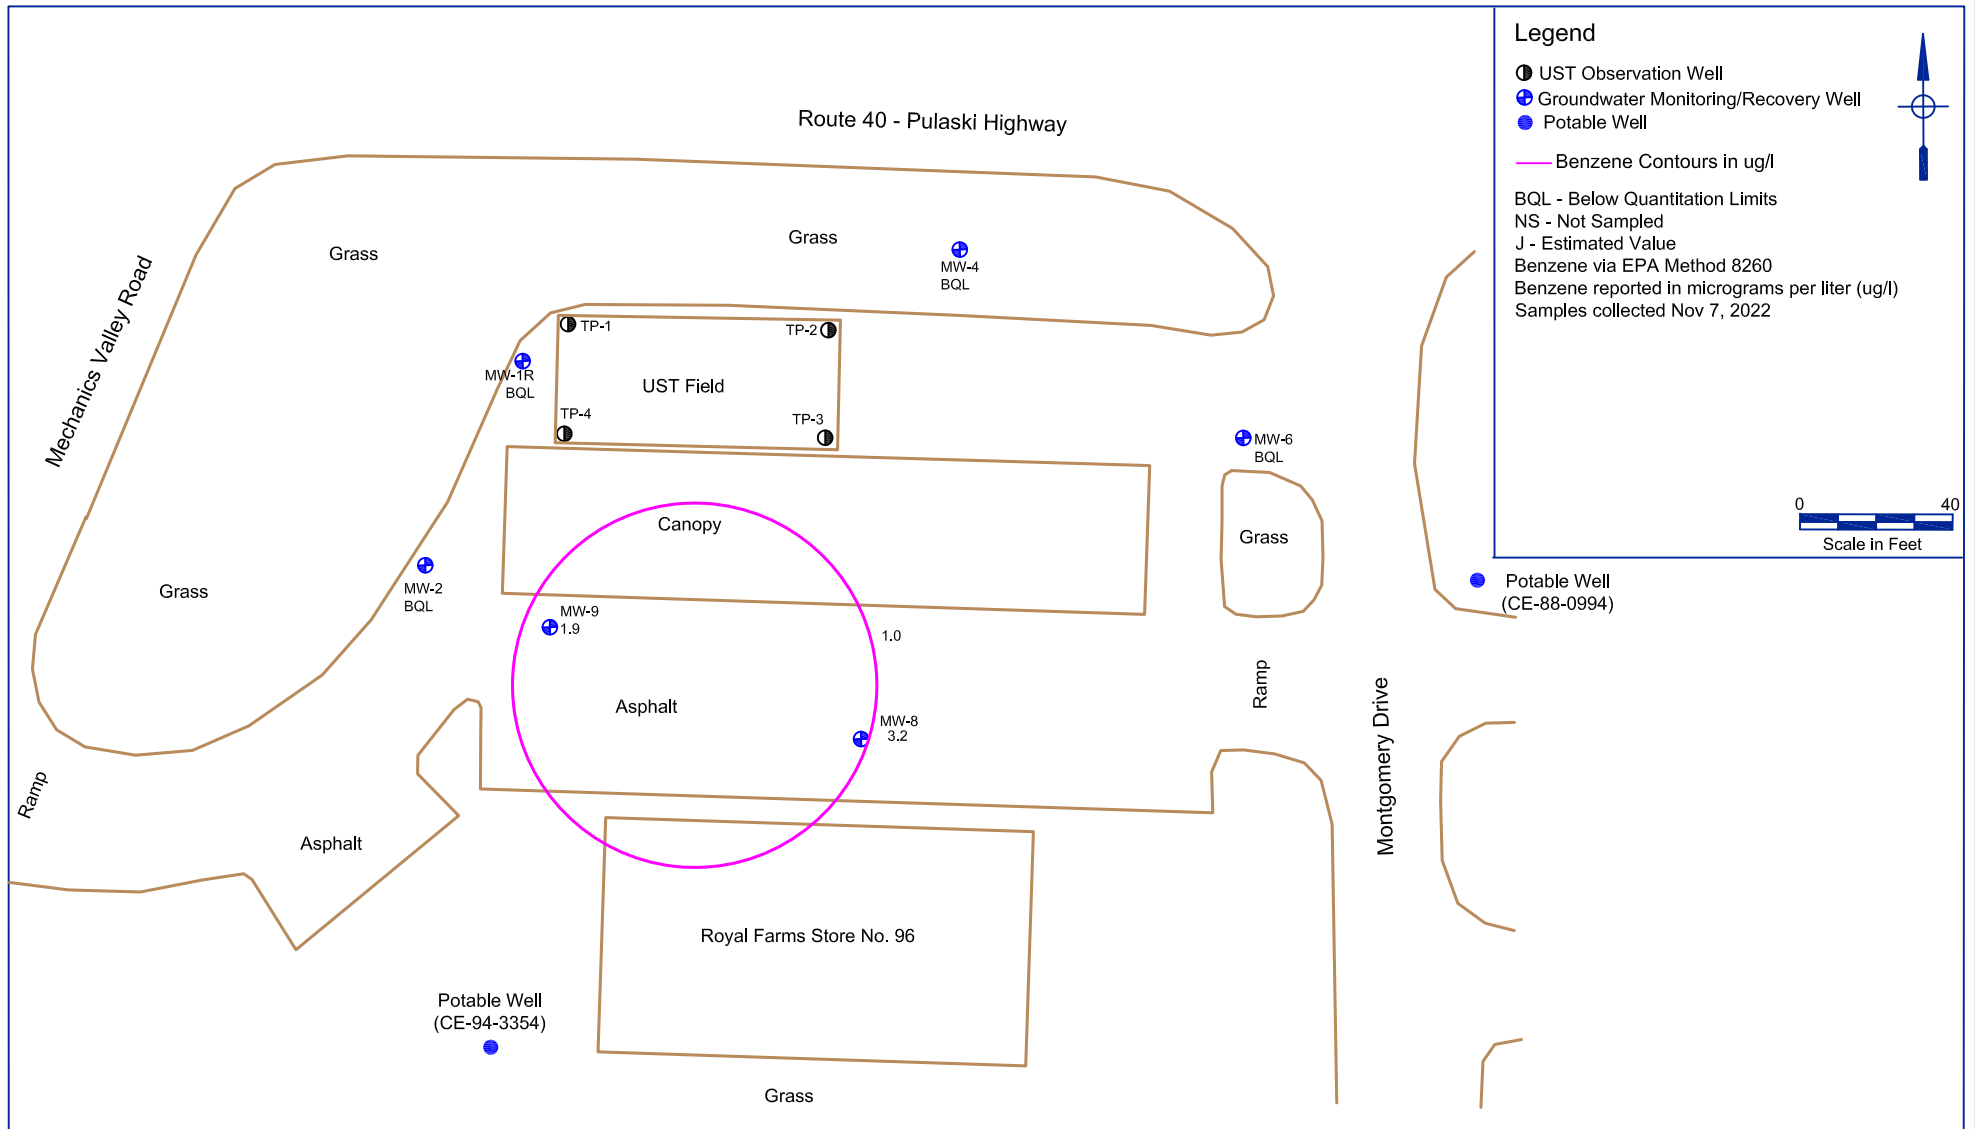 Legend
UST Observation Well
Groundwater Monitoring/Recovery Well
Potable Well
Benzene Contours in ug/l
BQL - Below Quantitation Limits
NS - Not Sampled
J - Estimated Value
Benzene via EPA Method 8260
Benzene reported in micrograms per liter (ug/l)
Samples collected Nov 7, 2022
0 40
Scale in Feet
Route 40 - Pulaski Highway
Grass
Grass
MW-4
BQL
Mechanics Valley Road
TP-1
TP-2
MW-1R
BQL
UST Field
TP-4
TP-3
MW-6
BQL
Canopy
Grass
Grass
MW-2
BQL
Potable Well
(CE-88-0994)
MW-9
1.9
1.0
Ramp
Asphalt
MW-8
3.2
Montgomery Drive
Ramp
Asphalt
Royal Farms Store No. 96
Potable Well
(CE-94-3354)
Grass